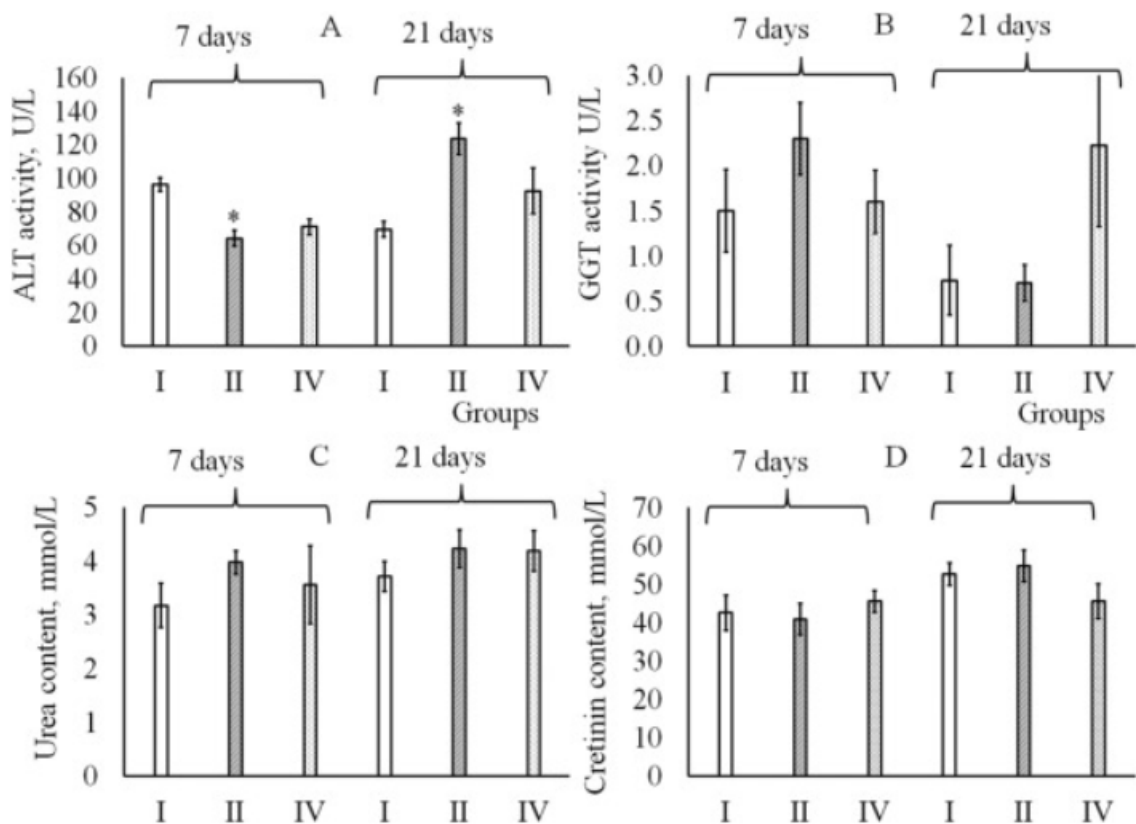 7 days A 21 days
ALT activity, U/L
160
140
120
100
80
60
40
20
0
*
*
I II IV I II IV
Groups
7 days B 21 days
GGT activity U/L
3.0
2.5
2.0
1.5
1.0
0.5
0.0
I II IV I II IV
Groups
7 days C 21 days
Urea content, mmol/L
5
4
3
2
1
0
I II IV I II IV
7 days D 21 days
Cretinin content, mmol/L
70
60
50
40
30
20
10
0
I II IV I II IV